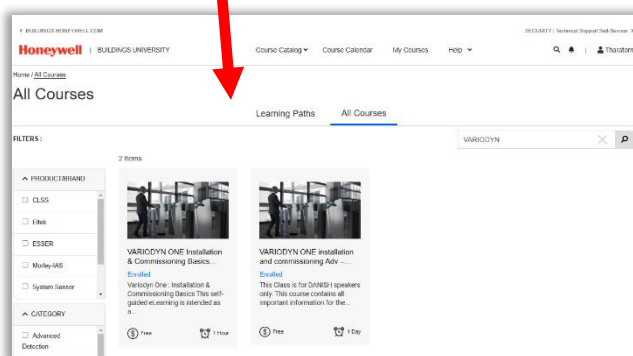 BUILDINGS.HONEYWELL.COM
SECURITY | Technical Support Self-Service
Honeywell | BUILDINGS UNIVERSITY
Course Catalog
Course Calendar
My Courses
Help
Tharatorn
Home / All Courses
All Courses
Learning Paths
All Courses
FILTERS :
VARIODYN
2 Items
PRODUCT/BRAND
CLSS
Eltek
ESSER
Morley-IAS
System Sensor
CATEGORY
Advanced
Detection
VARIODYN ONE Installation
& Commissioning Basics...
Enrolled
Variodyn One : Installation &
Commissioning Basics This self-
guided eLearning is intended as
a...
Free
1 Hour
VARIODYN ONE installation
and commissioning Adv –...
Enrolled
This Class is for DANISH speakers
only. This course contains all
important information for the...
Free
1 Day